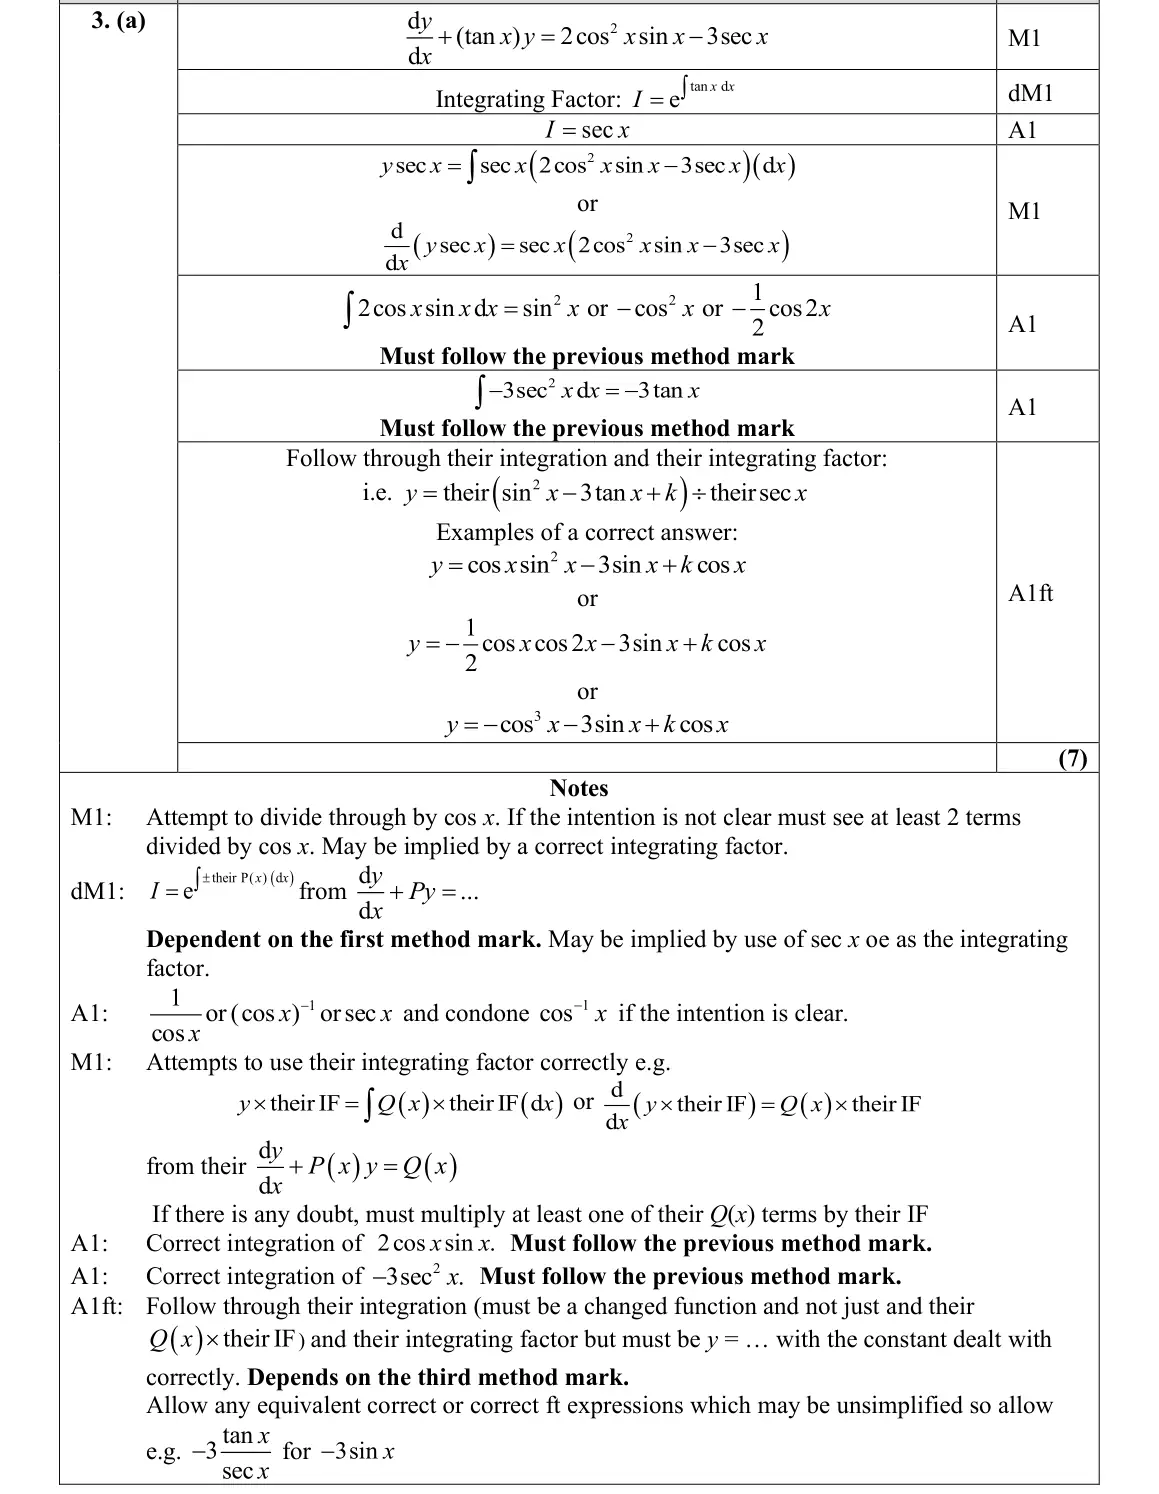 3. (a)
dy/dx + (tan x) y = 2cos² x sin x − 3sec x
M1
Integrating Factor: I = e^{∫ tan x dx}
dM1
I = sec x
A1
y sec x = ∫ sec x (2cos² x sin x − 3sec x)(dx)
or
d/dx (y sec x) = sec x (2cos² x sin x − 3sec x)
M1
∫ 2cos x sin x dx = sin² x or − cos² x or − 1/2 cos 2x
Must follow the previous method mark
A1
∫ −3sec² x dx = −3 tan x
Must follow the previous method mark
A1
Follow through their integration and their integrating factor:
i.e. y = their (sin² x − 3 tan x + k) ÷ their sec x
Examples of a correct answer:
y = cos x sin² x − 3sin x + k cos x
or
y = − 1/2 cos x cos 2x − 3sin x + k cos x
or
y = −cos³ x − 3sin x + k cos x
A1ft
(7)
Notes
M1: Attempt to divide through by cos x. If the intention is not clear must see at least 2 terms
divided by cos x. May be implied by a correct integrating factor.
dM1: I = e^{∫ ± their P(x) (dx)} from dy/dx + Py = ...
Dependent on the first method mark. May be implied by use of sec x oe as the integrating
factor.
A1: 1/cos x or (cos x)⁻¹ or sec x and condone cos⁻¹ x if the intention is clear.
M1: Attempts to use their integrating factor correctly e.g.
y × their IF = ∫ Q(x) × their IF (dx) or d/dx (y × their IF) = Q(x) × their IF
from their dy/dx + P(x) y = Q(x)
If there is any doubt, must multiply at least one of their Q(x) terms by their IF
A1: Correct integration of 2cos x sin x. Must follow the previous method mark.
A1: Correct integration of −3sec² x. Must follow the previous method mark.
A1ft: Follow through their integration (must be a changed function and not just and their
Q(x) × their IF ) and their integrating factor but must be y = … with the constant dealt with
correctly. Depends on the third method mark.
Allow any equivalent correct or correct ft expressions which may be unsimplified so allow
e.g. −3 tan x/sec x for −3sin x